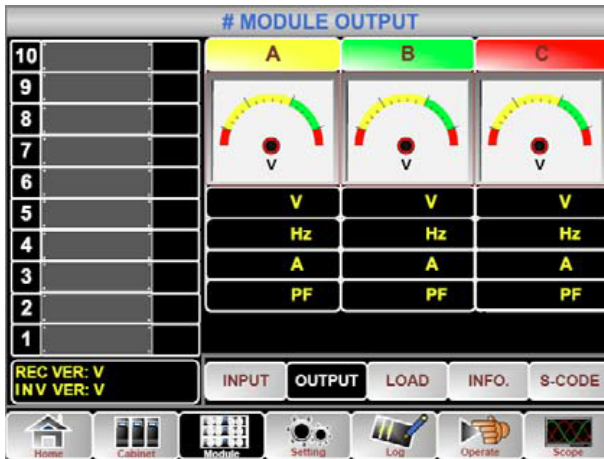 # MODULE OUTPUT
10
9
8
7
6
5
4
3
2
1
A B C
V V V
V V V
Hz Hz Hz
A A A
PF PF PF
REC VER: V
INV VER: V
INPUT OUTPUT LOAD INFO. S-CODE
Home Cabinet Module Setting Log Operate Scope